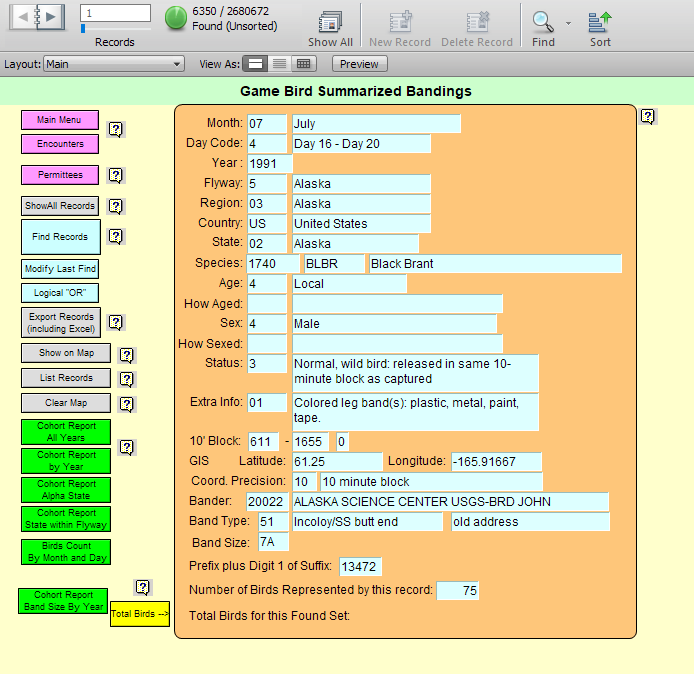 1
6350 / 2680672
Found (Unsorted)
Records
Show All
New Record
Delete Record
Find
Sort
Layout: Main
View As:
Preview
Game Bird Summarized Bandings
Main Menu
?
Encounters
Permittees
?
ShowAll Records
?
Find Records
?
Modify Last Find
Logical "OR"
Export Records
(including Excel)
?
Show on Map
?
List Records
?
Clear Map
?
Cohort Report
All Years
?
Cohort Report
by Year
Cohort Report
Alpha State
Cohort Report
State within Flyway
Birds Count
By Month and Day
?
Cohort Report
Band Size By Year
Total Birds -->
?
Month: 07 July
Day Code: 4 Day 16 - Day 20
Year : 1991
Flyway: 5 Alaska
Region: 03 Alaska
Country: US United States
State: 02 Alaska
Species: 1740 BLBR Black Brant
Age: 4 Local
How Aged:
Sex: 4 Male
How Sexed:
Status: 3 Normal, wild bird: released in same 10-
minute block as captured
Extra Info: 01 Colored leg band(s): plastic, metal, paint,
tape.
10' Block: 611 - 1655 0
GIS Latitude: 61.25 Longitude: -165.91667
Coord. Precision: 10 10 minute block
Bander: 20022 ALASKA SCIENCE CENTER USGS-BRD JOHN
Band Type: 51 Incoloy/SS butt end old address
Band Size: 7A
Prefix plus Digit 1 of Suffix: 13472
Number of Birds Represented by this record: 75
Total Birds for this Found Set: